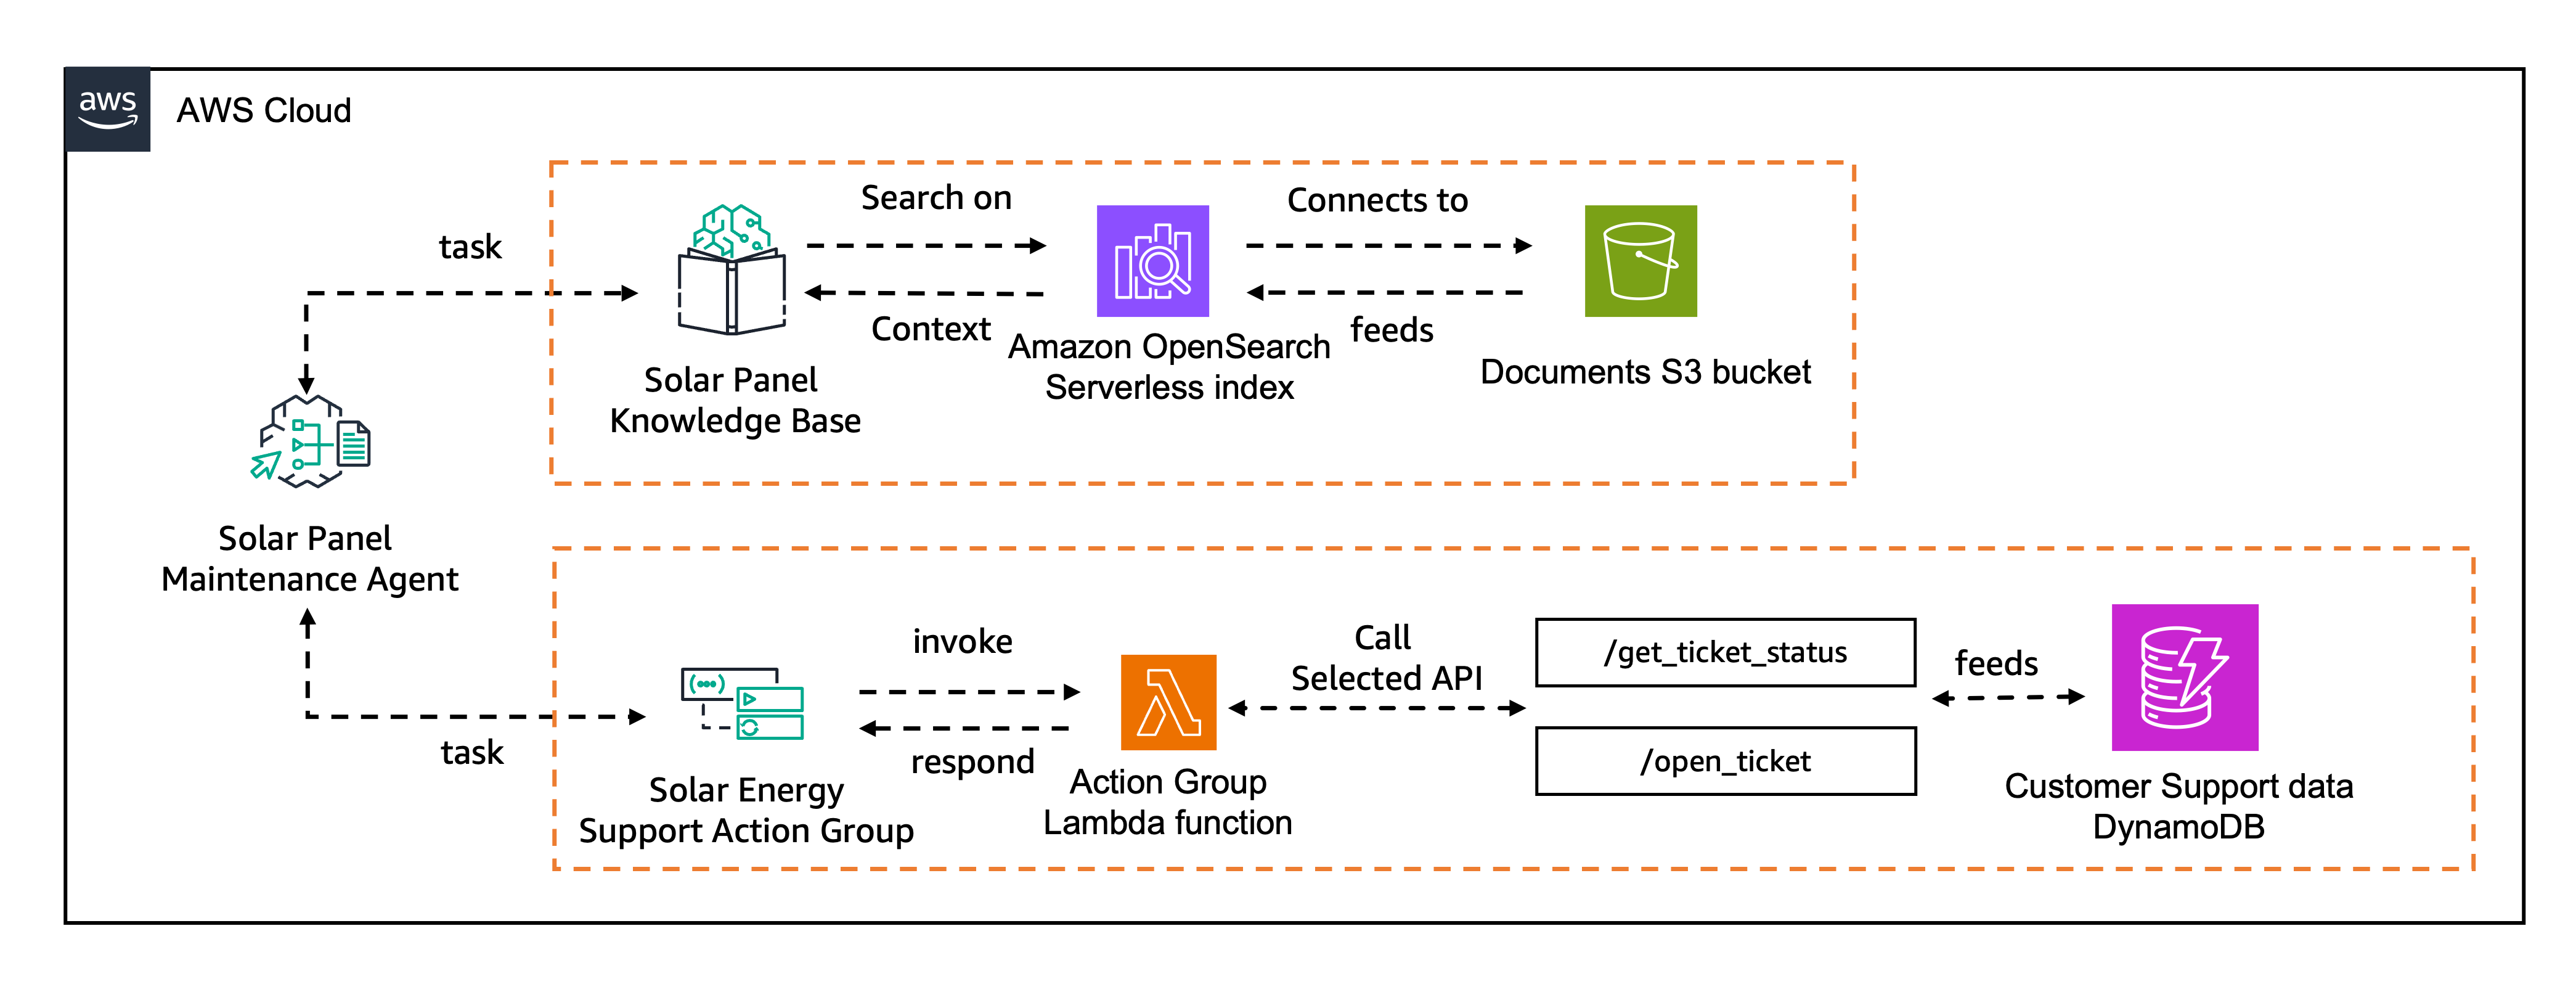 aws
AWS Cloud
task
Search on
Context
Connects to
feeds
Solar Panel
Knowledge Base
Amazon OpenSearch
Serverless index
Documents S3 bucket
Solar Panel
Maintenance Agent
task
invoke
respond
Solar Energy
Support Action Group
Action Group
Lambda function
Call
Selected API
/get_ticket_status
/open_ticket
feeds
Customer Support data
DynamoDB